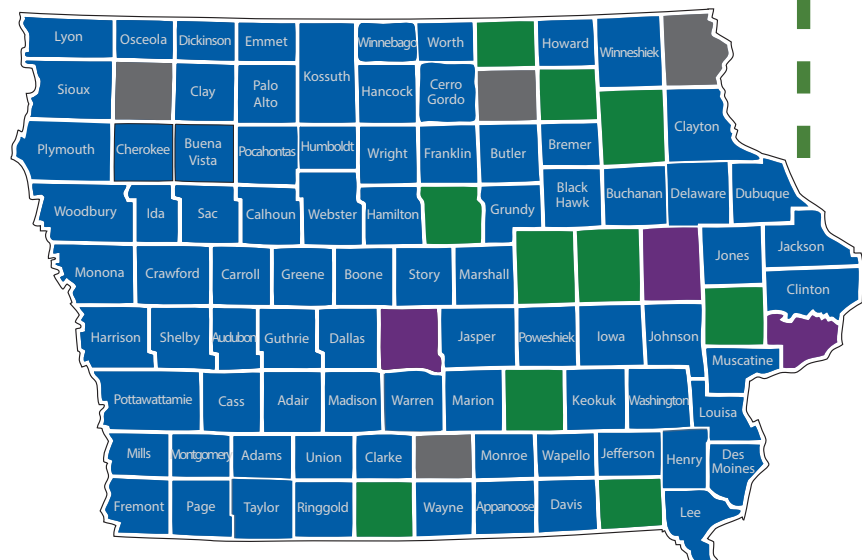 Lyon
Osceola
Dickinson
Emmet
Kossuth
Winnebago
Worth
Howard
Winneshiek
Sioux
Clay
Palo
Alto
Hancock
Cerro
Gordo
Clayton
Plymouth
Cherokee
Buena
Vista
Pocahontas
Humboldt
Wright
Franklin
Butler
Bremer
Woodbury
Ida
Sac
Calhoun
Webster
Hamilton
Grundy
Black
Hawk
Buchanan
Delaware
Dubuque
Monona
Crawford
Carroll
Greene
Boone
Story
Marshall
Jones
Jackson
Clinton
Harrison
Shelby
Audubon
Guthrie
Dallas
Jasper
Poweshiek
Iowa
Johnson
Muscatine
Pottawattamie
Cass
Adair
Madison
Warren
Marion
Keokuk
Washington
Louisa
Mills
Montgomery
Adams
Union
Clarke
Monroe
Wapello
Jefferson
Henry
Des
Moines
Fremont
Page
Taylor
Ringgold
Wayne
Appanoose
Davis
Lee